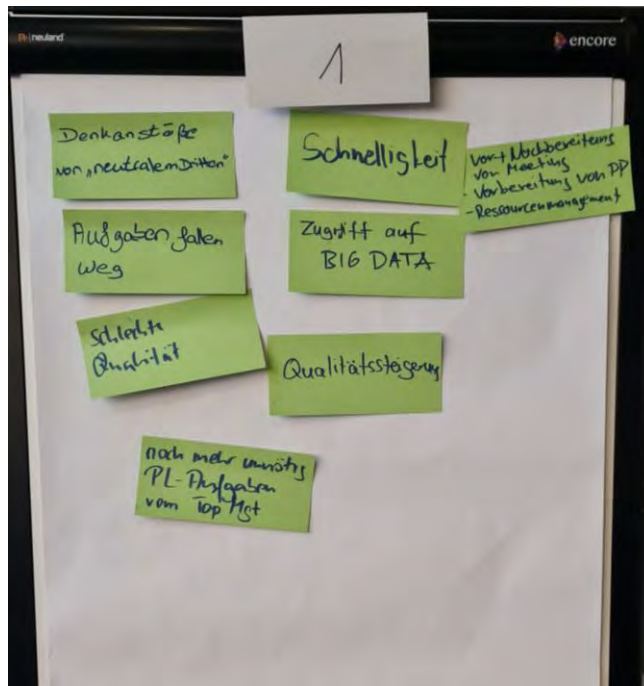 neuland
encore
1
Denkanstöße
von "neutralem Dritten"
Schnelligkeit
vor + Nachbereitung
von Meeting
- Vorbereitung von PP
- Ressourcenmanagement
Aufgaben fallen
weg
Zugriff auf
BIG DATA
schlechte
Qualität
Qualitätssteigerung
noch mehr unnötig
PL-Aufgaben
vom Top Mgt